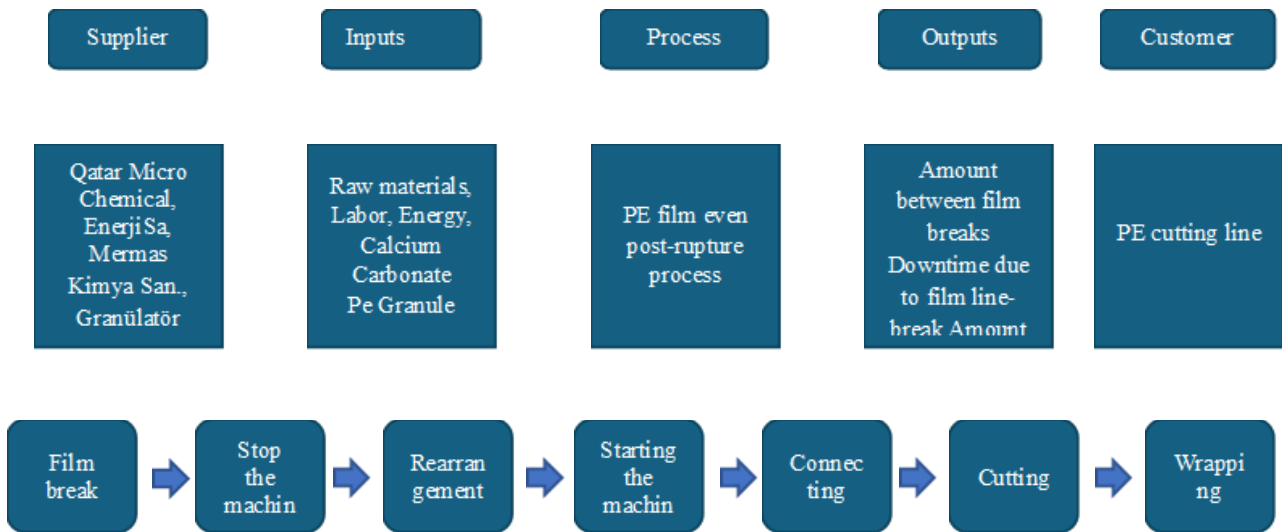 Supplier
Inputs
Process
Outputs
Customer
Qatar Micro
Chemical,
EnerjiSa,
Mermas
Kimya San.,
Granülatör
Raw materials,
Labor, Energy,
Calcium
Carbonate
Pe Granule
PE film even
post-rupture
process
Amount
between film
breaks
Downtime due
to film line-
break Amount
PE cutting line
Film
break
Stop
the
machin
Rearran
gement
Starting
the
machin
Connec
ting
Cutting
Wrappi
ng